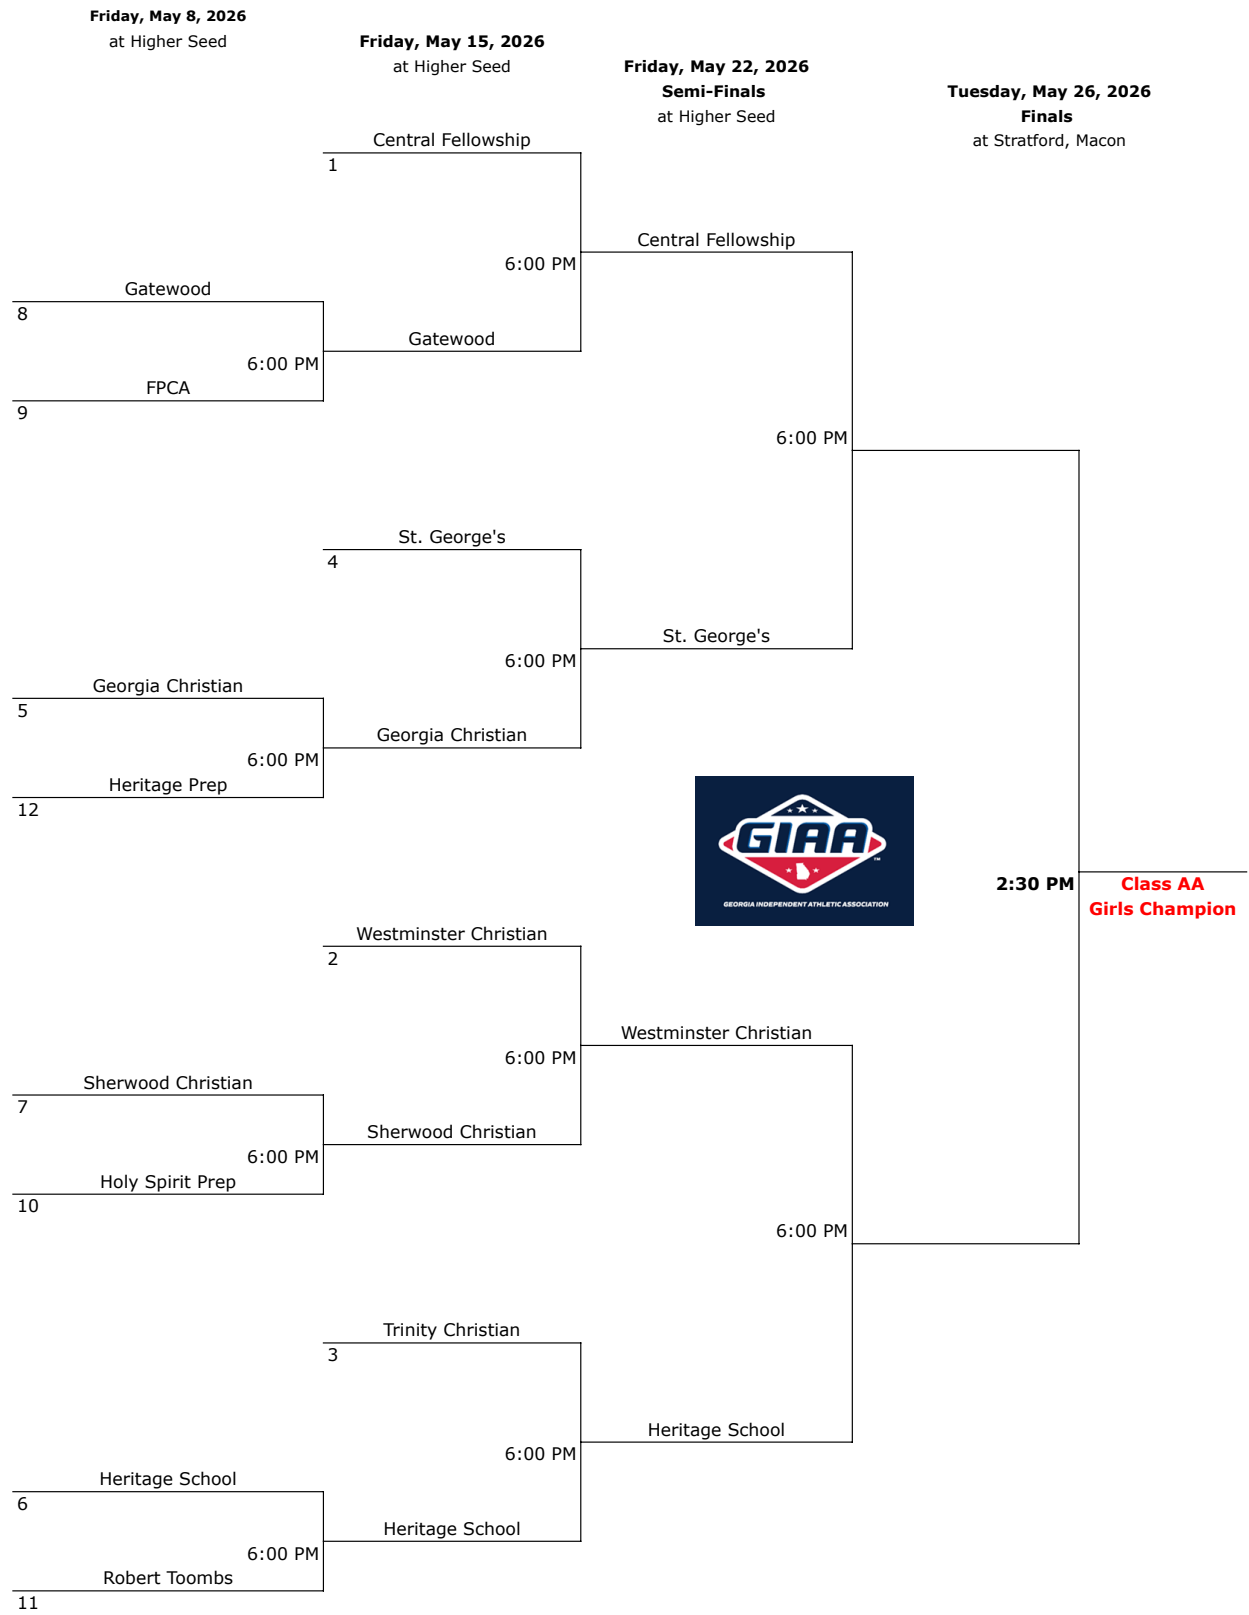 Friday, May 8, 2026
at Higher Seed
Friday, May 15, 2026
at Higher Seed
Friday, May 22, 2026
Semi-Finals
at Higher Seed
Tuesday, May 26, 2026
Finals
at Stratford, Macon
Central Fellowship
1
Central Fellowship
6:00 PM
Gatewood
8
Gatewood
6:00 PM
FPCA
9
6:00 PM
St. George's
4
St. George's
6:00 PM
Georgia Christian
5
Georgia Christian
6:00 PM
Heritage Prep
12
GIAA
TM
GEORGIA INDEPENDENT ATHLETIC ASSOCIATION
2:30 PM
Class AA
Girls Champion
Westminster Christian
2
Westminster Christian
6:00 PM
Sherwood Christian
7
Sherwood Christian
6:00 PM
Holy Spirit Prep
10
6:00 PM
Trinity Christian
3
Heritage School
6:00 PM
Heritage School
6
Heritage School
6:00 PM
Robert Toombs
11